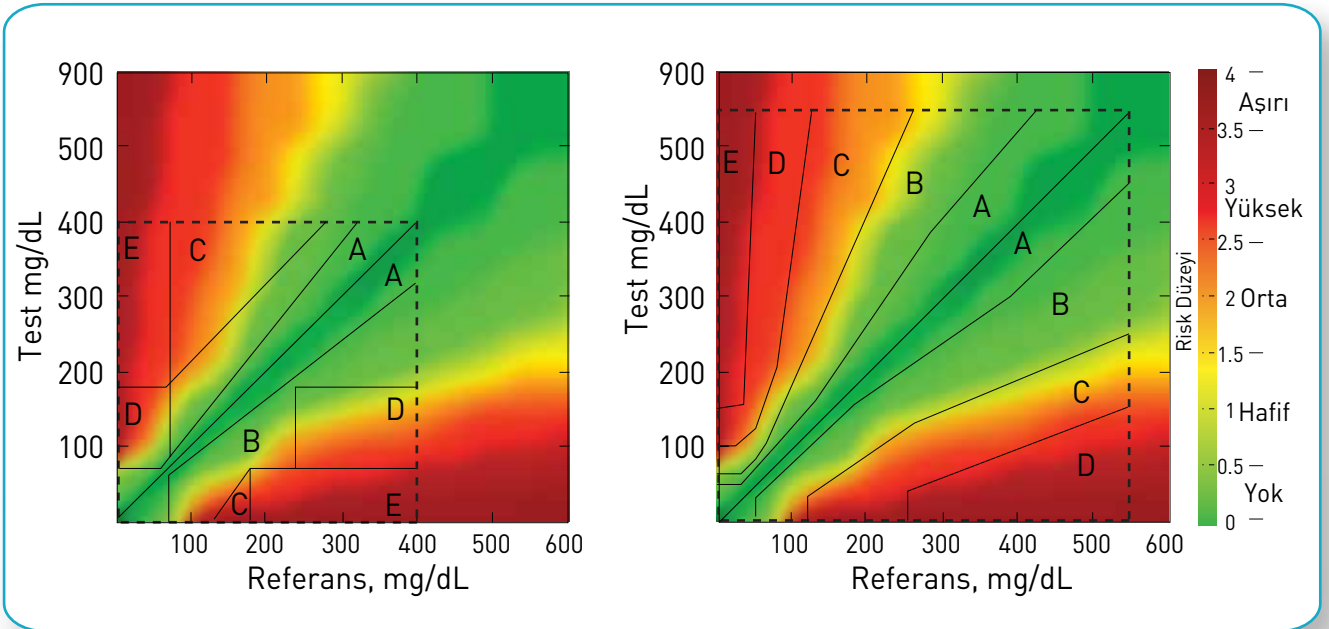 900
500
400
300
200
100
Test mg/dL
E
C
A
A
D
D
B
C
E
100 200 300 400 500 600
Referans, mg/dL
900
500
400
300
200
100
Test mg/dL
E
D
C
B
A
A
B
C
D
100 200 300 400 500 600
Referans, mg/dL
Risk Düzeyi
4
Aşırı
3.5
3
Yüksek
2.5
2 Orta
1.5
1 Hafif
0.5
Yok
0